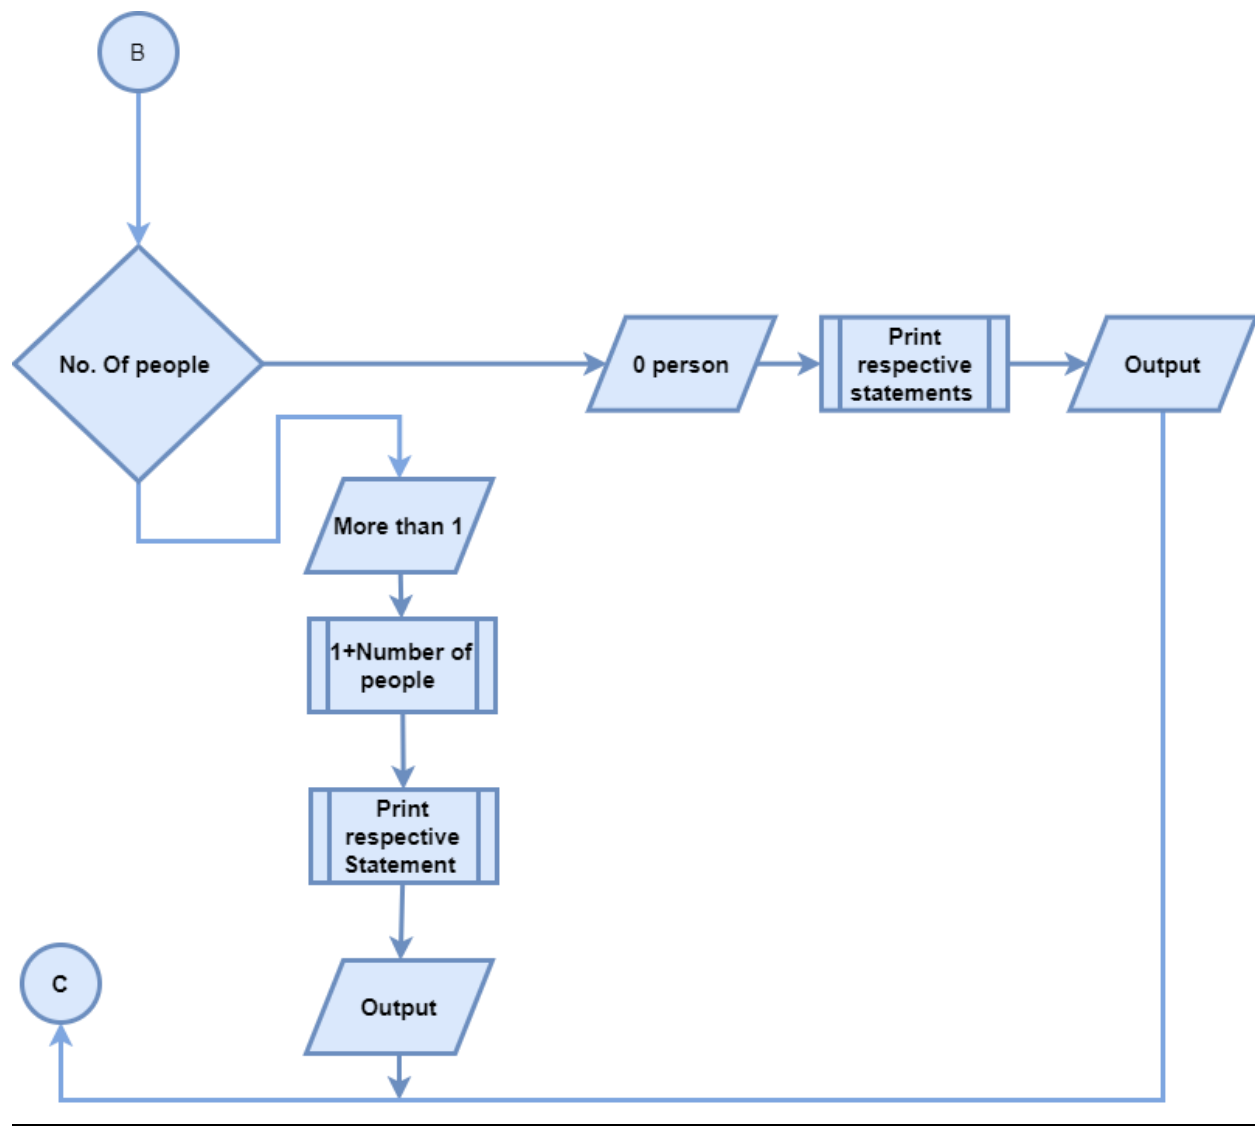 B
No. Of people
0 person
Print
respective
statements
Output
More than 1
1+Number of
people
Print
respective
Statement
Output
C